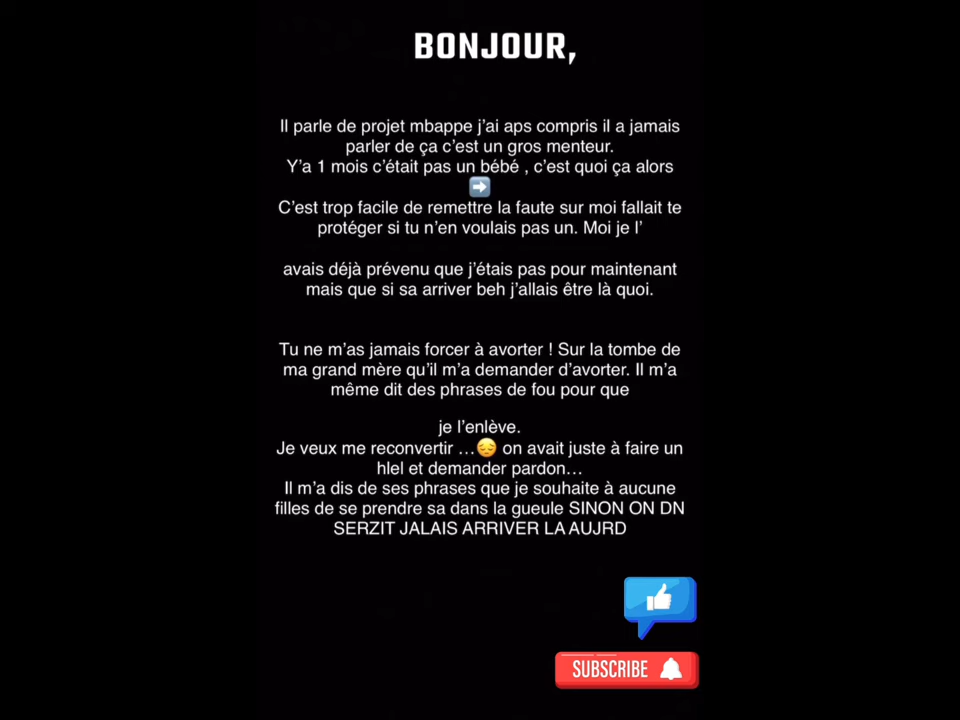 BONJOUR,
Il parle de projet mbappe j’ai aps compris il a jamais
parler de ça c’est un gros menteur.
Y’a 1 mois c’était pas un bébé , c’est quoi ça alors
➡️
C’est trop facile de remettre la faute sur moi fallait te
protéger si tu n’en voulais pas un. Moi je l’
avais déjà prévenu que j’étais pas pour maintenant
mais que si sa arriver beh j’allais être là quoi.
Tu ne m’as jamais forcer à avorter ! Sur la tombe de
ma grand mère qu’il m’a demander d’avorter. Il m’a
même dit des phrases de fou pour que
je l’enlève.
Je veux me reconvertir …😔 on avait juste à faire un
hlel et demander pardon…
Il m’a dis de ses phrases que je souhaite à aucune
filles de se prendre sa dans la gueule SINON ON DN
SERZIT JALAIS ARRIVER LA AUJRD
SUBSCRIBE